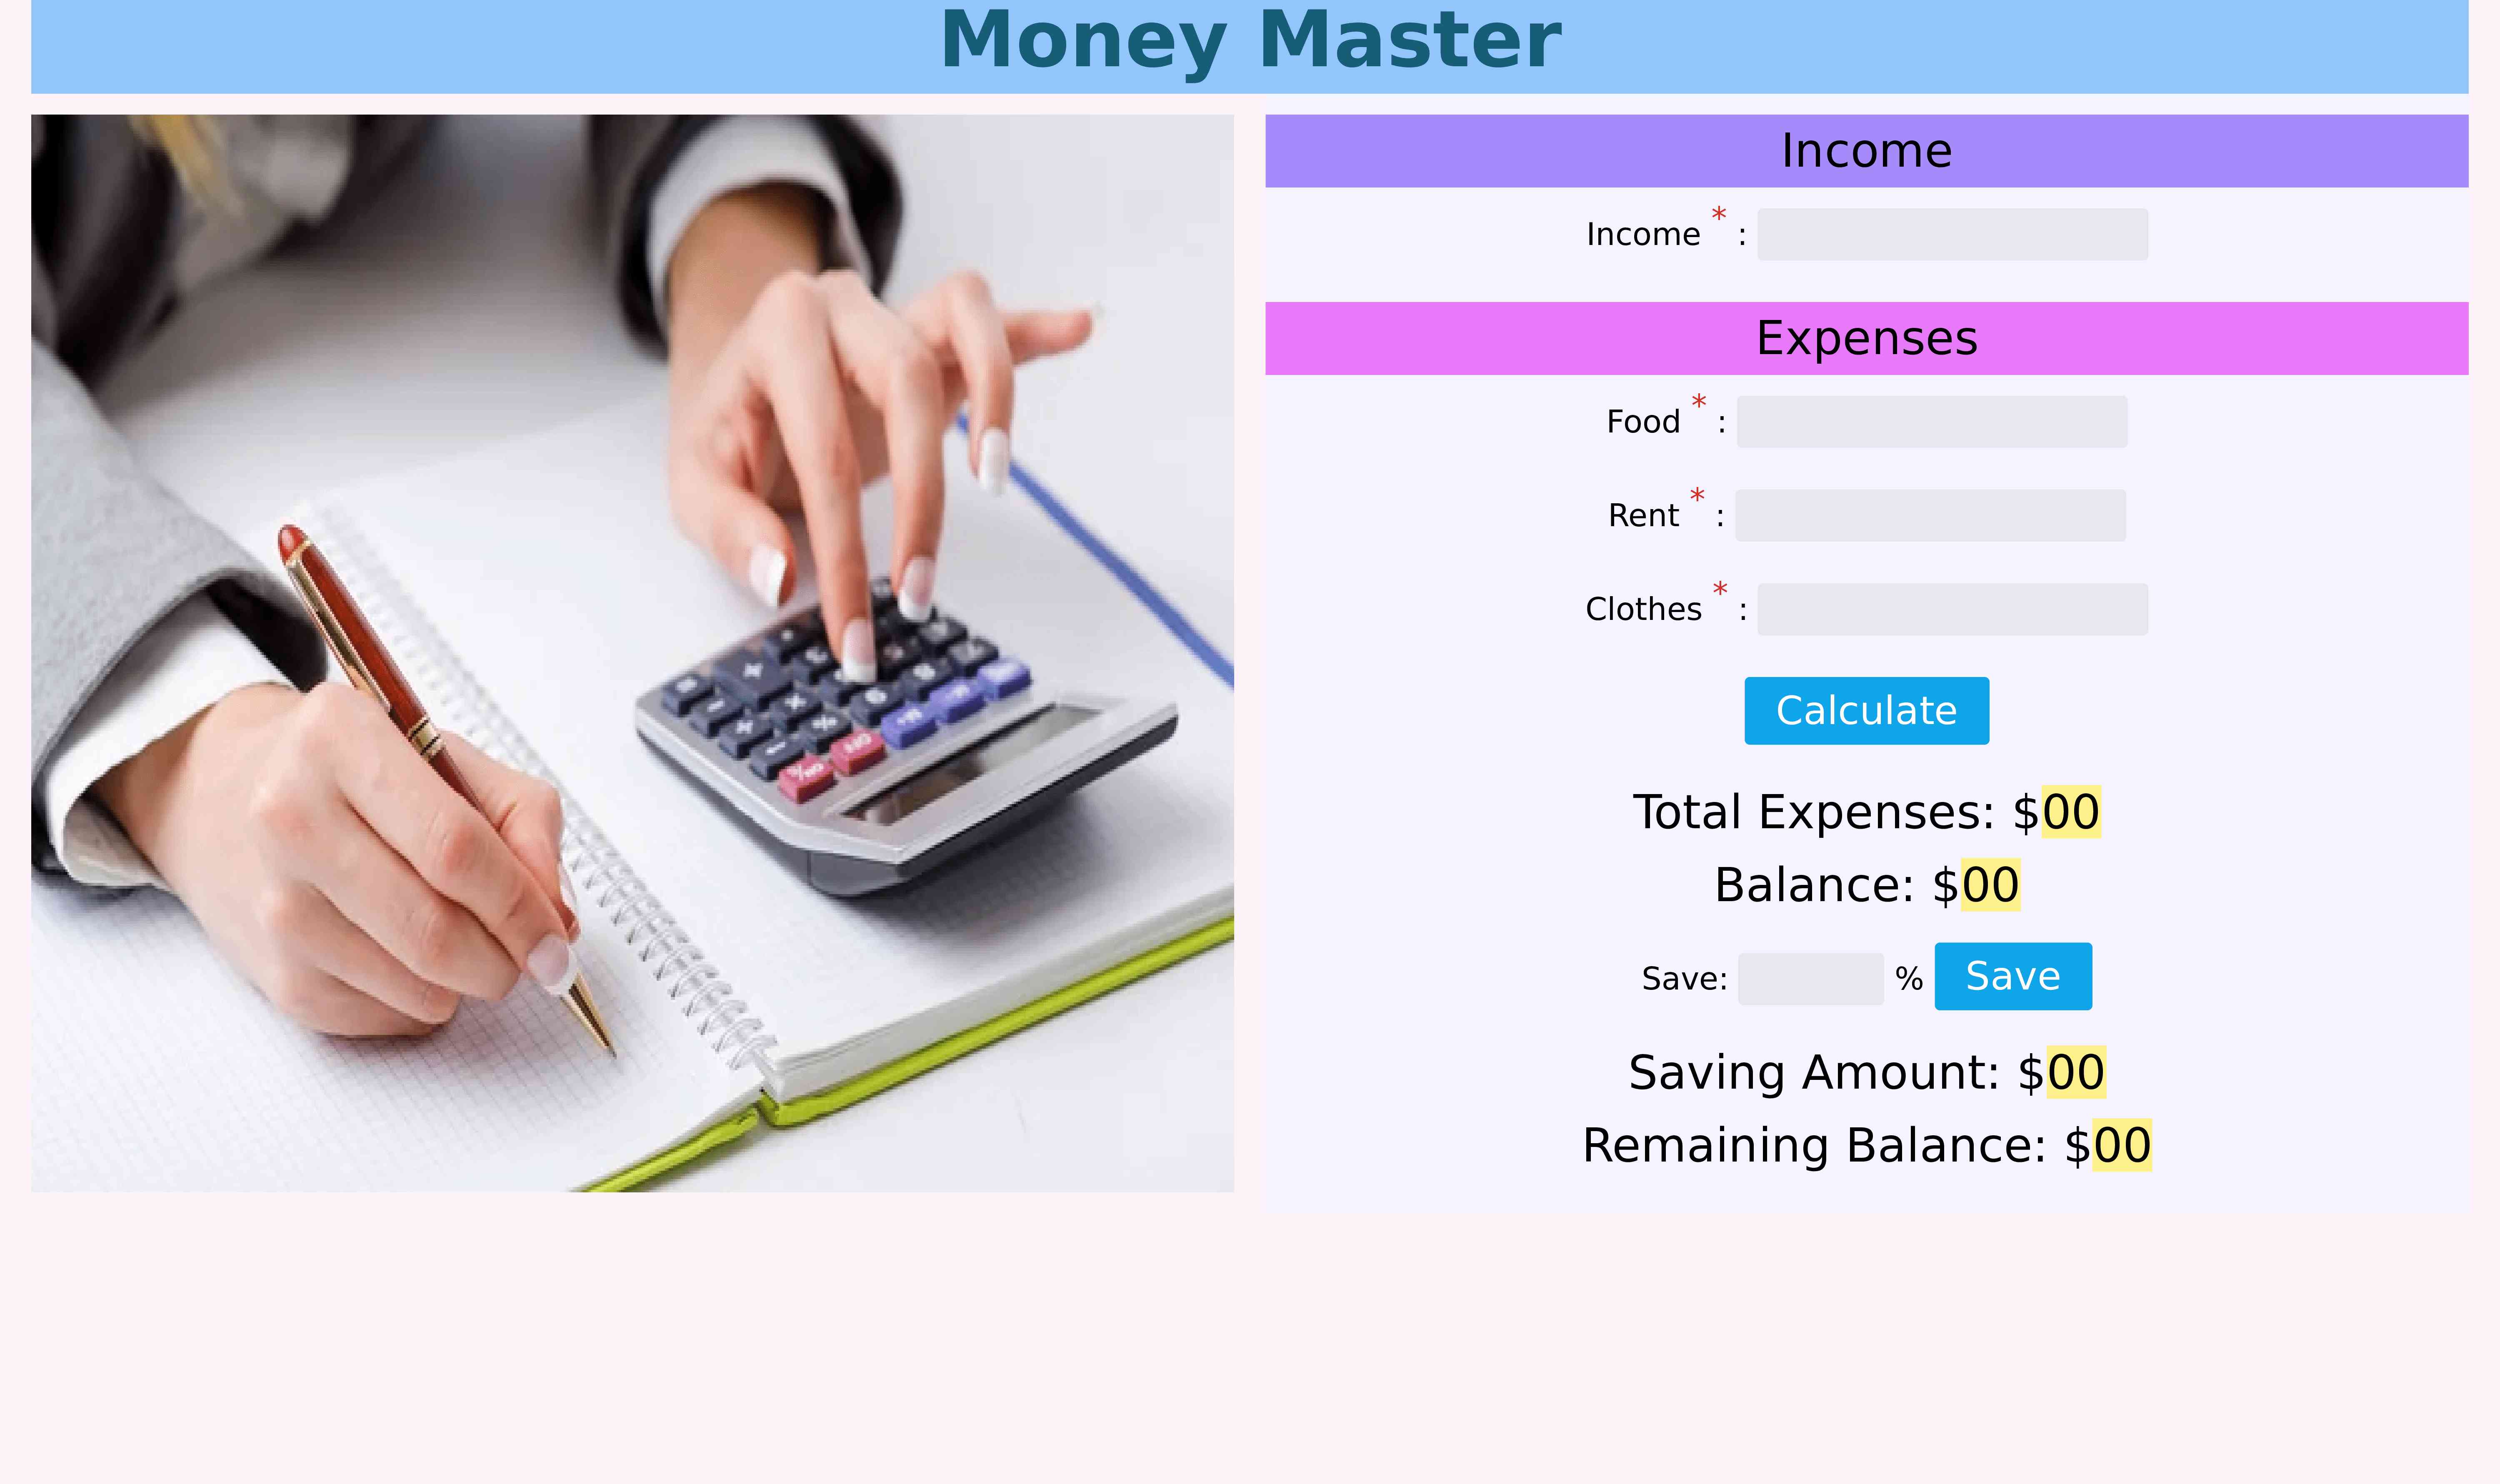 Money Master
Income
Income * :
Expenses
Food * :
Rent * :
Clothes * :
Calculate
Total Expenses: $00
Balance: $00
Save: % Save
Saving Amount: $00
Remaining Balance: $00